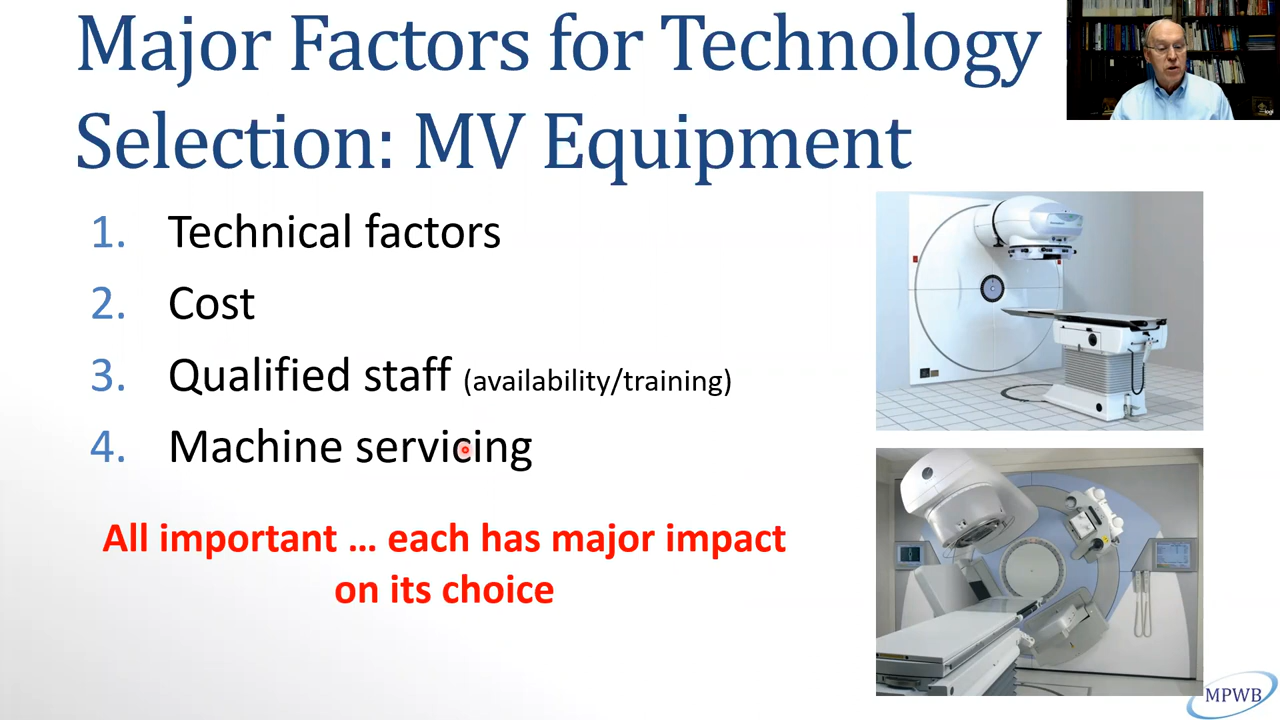 Major Factors for Technology
Selection: MV Equipment
1. Technical factors
2. Cost
3. Qualified staff (availability/training)
4. Machine servicing
All important … each has major impact
on its choice
MPWB